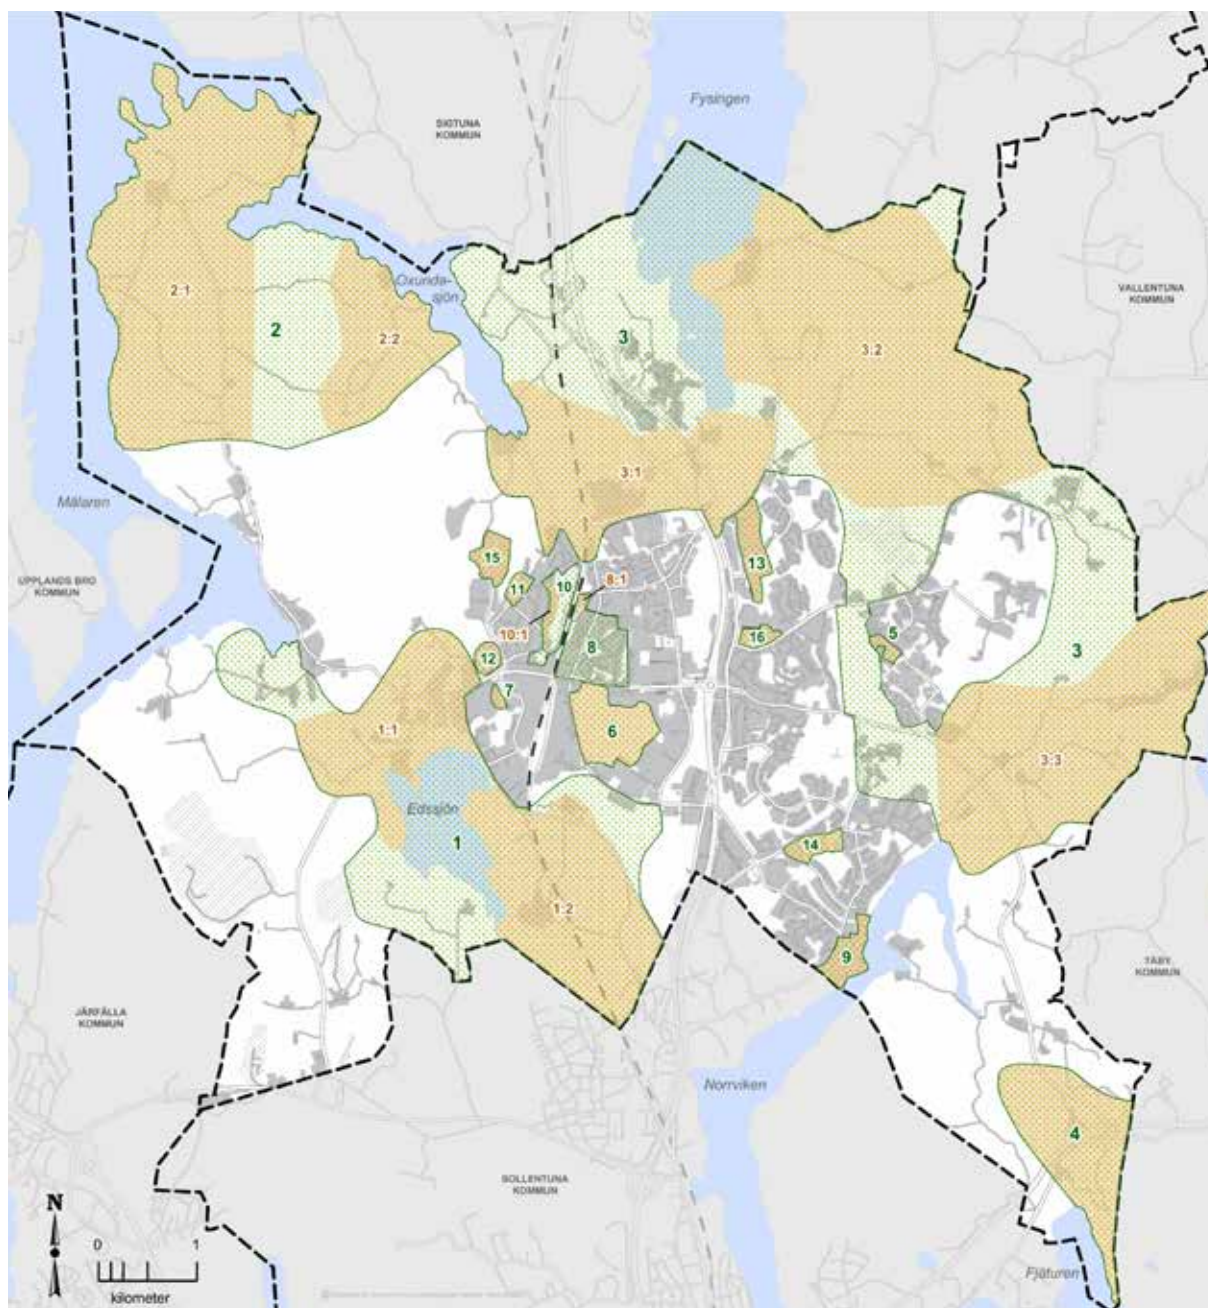 Fysingen
SIGTUNA
KOMMUN
Oxunda-
sjön
VALLENTUNA
KOMMUN
2:1
2
2:2
3
3:2
3:1
Mälaren
UPPLANDS BRO
KOMMUN
15
11
10
8:1
13
10:1
8
16
5
12
3
7
6
1:1
3:3
Edssjön
1
14
1:2
9
TÄBY
KOMMUN
JÄRFÄLLA
KOMMUN
Norrviken
4
SOLLENTUNA
KOMMUN
N
0 1
kilometer
Fjäturen